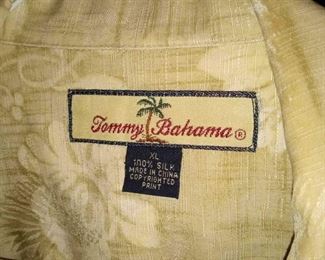 Tommy Bahama ®
XL
100% SILK
MADE IN CHINA
COPYRIGHTED
PRINT